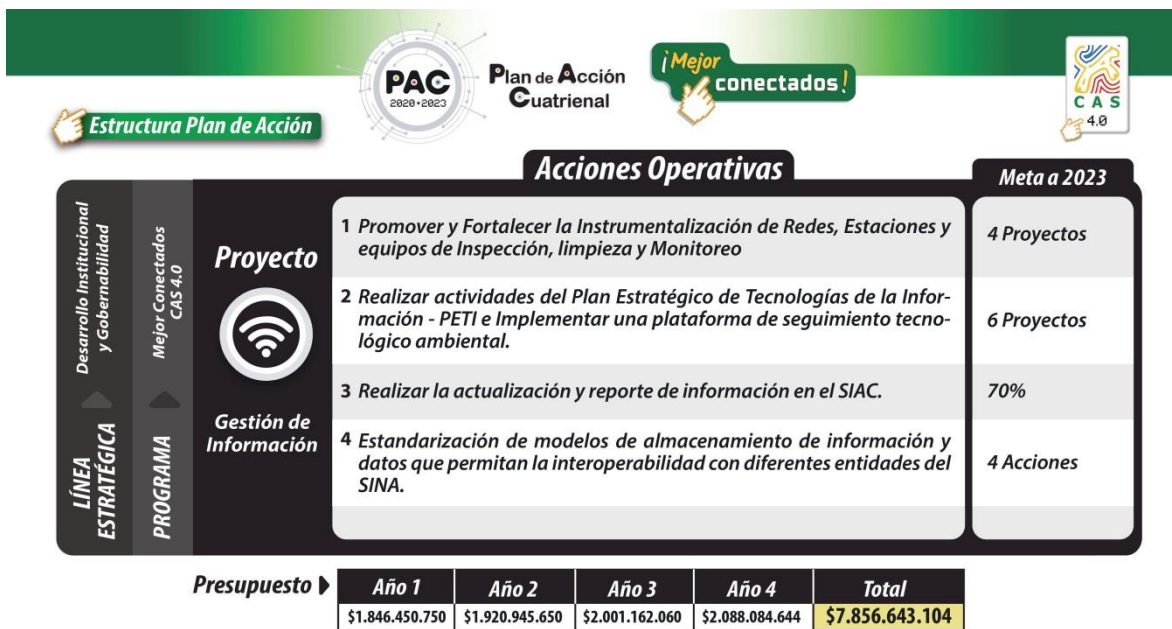 PAC
2020•2023
Plan de Acción
Cuatrienal
¡Mejor
conectados!
CAS
4.0
Estructura Plan de Acción
Acciones Operativas
Meta a 2023
LÍNEA
ESTRATÉGICA
Desarrollo Institucional
y Gobernabilidad
PROGRAMA
Mejor Conectados
CAS 4.0
Proyecto
Gestión de
Información
1 Promover y Fortalecer la Instrumentalización de Redes, Estaciones y
equipos de Inspección, limpieza y Monitoreo
4 Proyectos
2 Realizar actividades del Plan Estratégico de Tecnologías de la Infor-
mación - PETI e Implementar una plataforma de seguimiento tecno-
lógico ambiental.
6 Proyectos
3 Realizar la actualización y reporte de información en el SIAC.
70%
4 Estandarización de modelos de almacenamiento de información y
datos que permitan la interoperabilidad con diferentes entidades del
SINA.
4 Acciones
Presupuesto
Año 1 Año 2 Año 3 Año 4 Total
$1.846.450.750 $1.920.945.650 $2.001.162.060 $2.088.084.644 $7.856.643.104